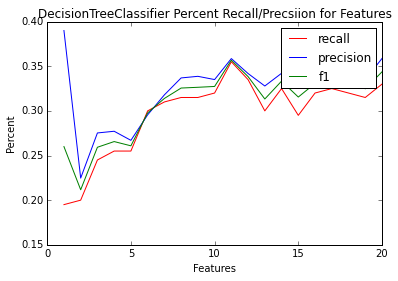 DecisionTreeClassifier Percent Recall/Precsiion for Features
0.40
0.35
0.30
0.25
0.20
0.15
Percent
recall
precision
f1
0
5
10
15
20
Features